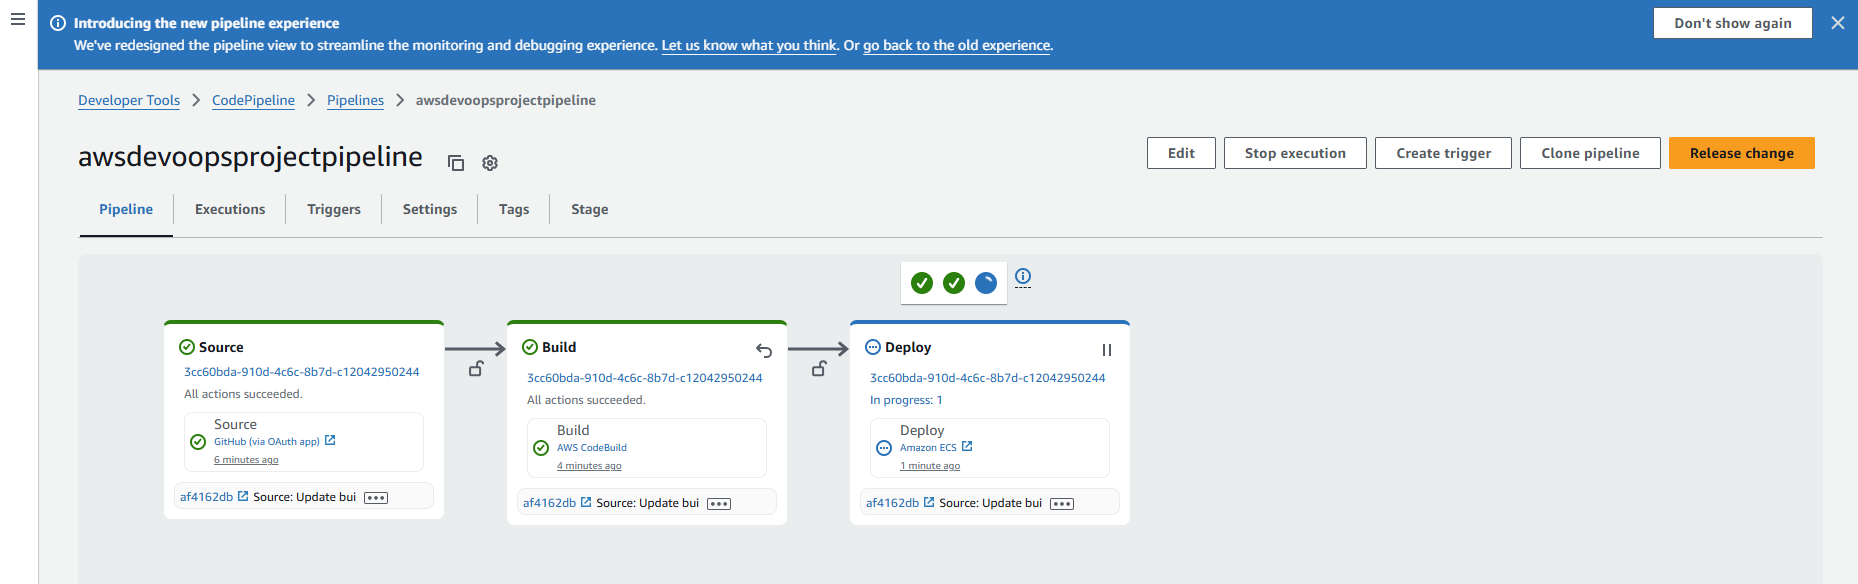 Introducing the new pipeline experience
We've redesigned the pipeline view to streamline the monitoring and debugging experience. Let us know what you think. Or go back to the old experience.
Don't show again
Developer Tools
CodePipeline
Pipelines
awsdevoopsprojectpipeline
awsdevoopsprojectpipeline
Edit
Stop execution
Create trigger
Clone pipeline
Release change
Pipeline
Executions
Triggers
Settings
Tags
Stage
Source
3cc60bda-910d-4c6c-8b7d-c12042950244
All actions succeeded.
Source
GitHub (via OAuth app)
6 minutes ago
af4162db Source: Update bui
Build
3cc60bda-910d-4c6c-8b7d-c12042950244
All actions succeeded.
Build
AWS CodeBuild
4 minutes ago
af4162db Source: Update bui
Deploy
3cc60bda-910d-4c6c-8b7d-c12042950244
In progress: 1
Deploy
Amazon ECS
1 minute ago
af4162db Source: Update bui